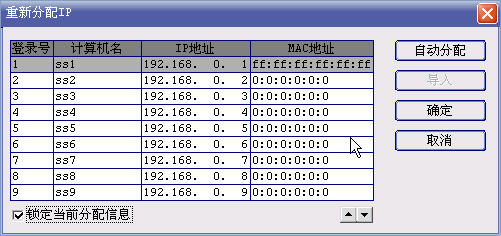 重新分配IP
登录号 计算机名 IP地址 MAC地址
1 ss1 192.168. 0. 1 ff:ff:ff:ff:ff:ff
2 ss2 192.168. 0. 2 0:0:0:0:0:0
3 ss3 192.168. 0. 3 0:0:0:0:0:0
4 ss4 192.168. 0. 4 0:0:0:0:0:0
5 ss5 192.168. 0. 5 0:0:0:0:0:0
6 ss6 192.168. 0. 6 0:0:0:0:0:0
7 ss7 192.168. 0. 7 0:0:0:0:0:0
8 ss8 192.168. 0. 8 0:0:0:0:0:0
9 ss9 192.168. 0. 9 0:0:0:0:0:0
锁定当前分配信息
自动分配
导入
确定
取消